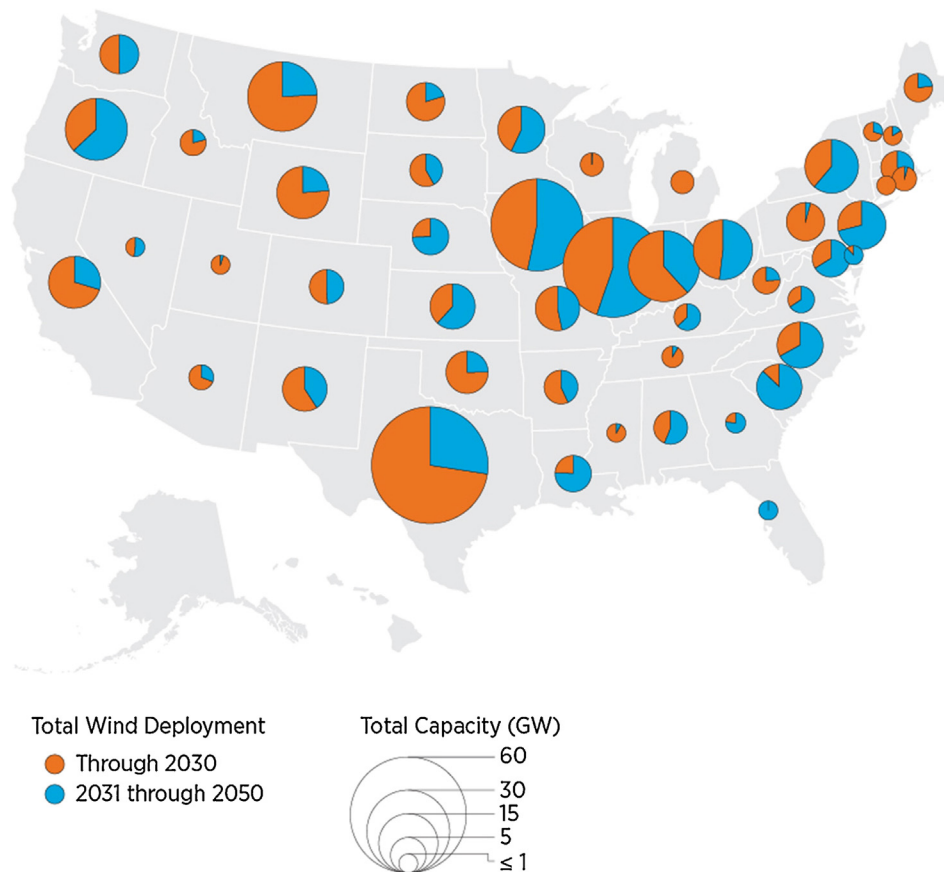 Total Wind Deployment
Through 2030
2031 through 2050
Total Capacity (GW)
60
30
15
5
≤ 1